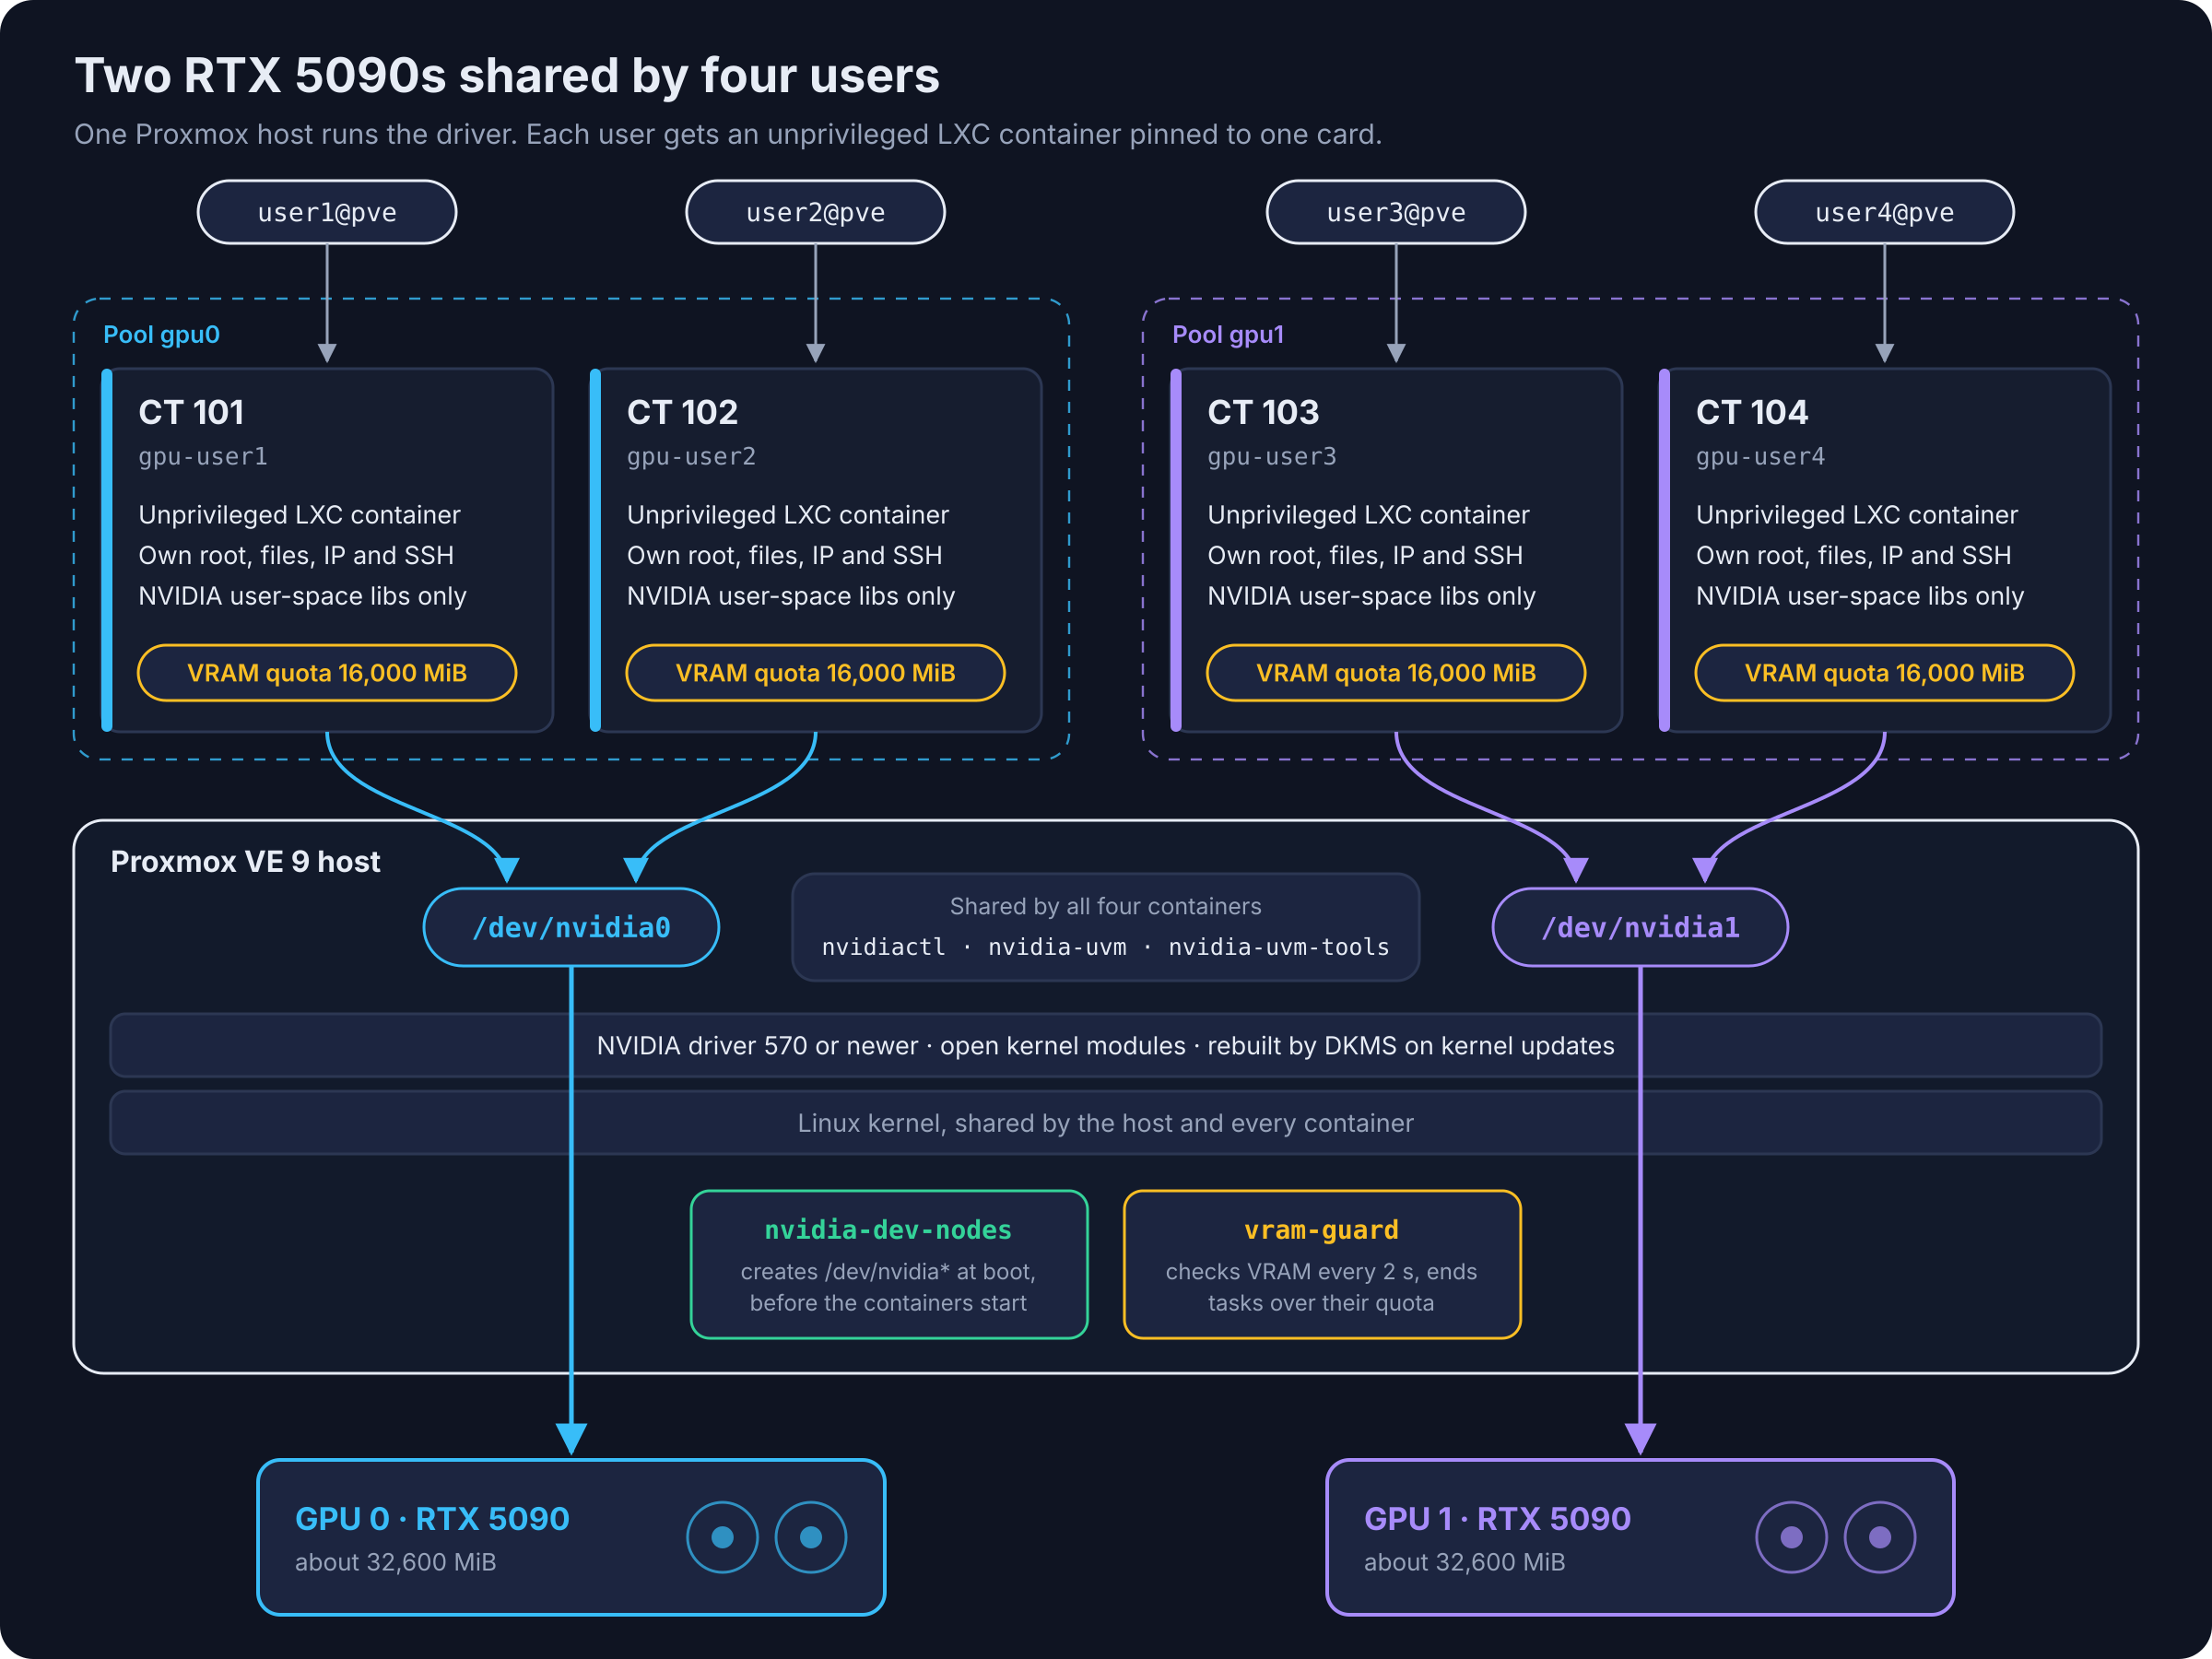 Two RTX 5090s shared by four users
One Proxmox host runs the driver. Each user gets an unprivileged LXC container pinned to one card.
user1@pve
user2@pve
user3@pve
user4@pve
Pool gpu0
CT 101
gpu-user1
Unprivileged LXC container
Own root, files, IP and SSH
NVIDIA user-space libs only
VRAM quota 16,000 MiB
CT 102
gpu-user2
Unprivileged LXC container
Own root, files, IP and SSH
NVIDIA user-space libs only
VRAM quota 16,000 MiB
Pool gpu1
CT 103
gpu-user3
Unprivileged LXC container
Own root, files, IP and SSH
NVIDIA user-space libs only
VRAM quota 16,000 MiB
CT 104
gpu-user4
Unprivileged LXC container
Own root, files, IP and SSH
NVIDIA user-space libs only
VRAM quota 16,000 MiB
Proxmox VE 9 host
/dev/nvidia0
Shared by all four containers
nvidiactl · nvidia-uvm · nvidia-uvm-tools
/dev/nvidia1
NVIDIA driver 570 or newer · open kernel modules · rebuilt by DKMS on kernel updates
Linux kernel, shared by the host and every container
nvidia-dev-nodes
creates /dev/nvidia* at boot,
before the containers start
vram-guard
checks VRAM every 2 s, ends
tasks over their quota
GPU 0 · RTX 5090
about 32,600 MiB
GPU 1 · RTX 5090
about 32,600 MiB